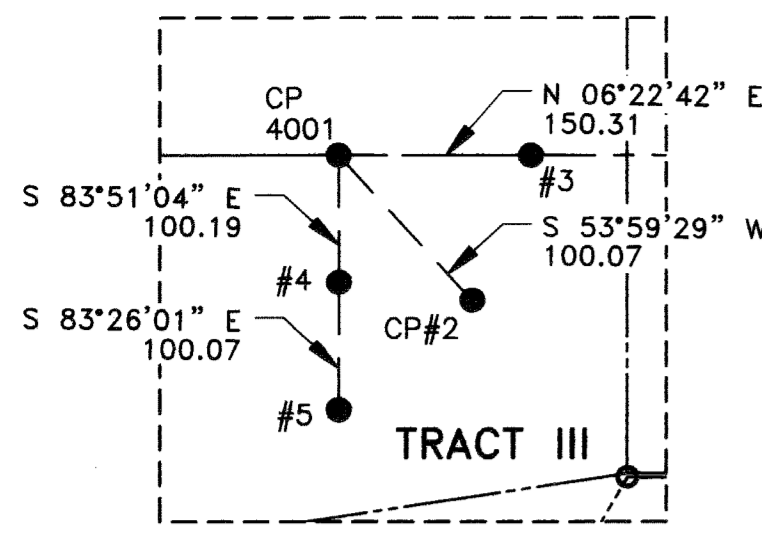 CP
4001
N 06°22'42" E
150.31
#3
S 83°51'04" E
100.19
S 53°59'29" W
100.07
#4
CP#2
S 83°26'01" E
100.07
#5
TRACT III